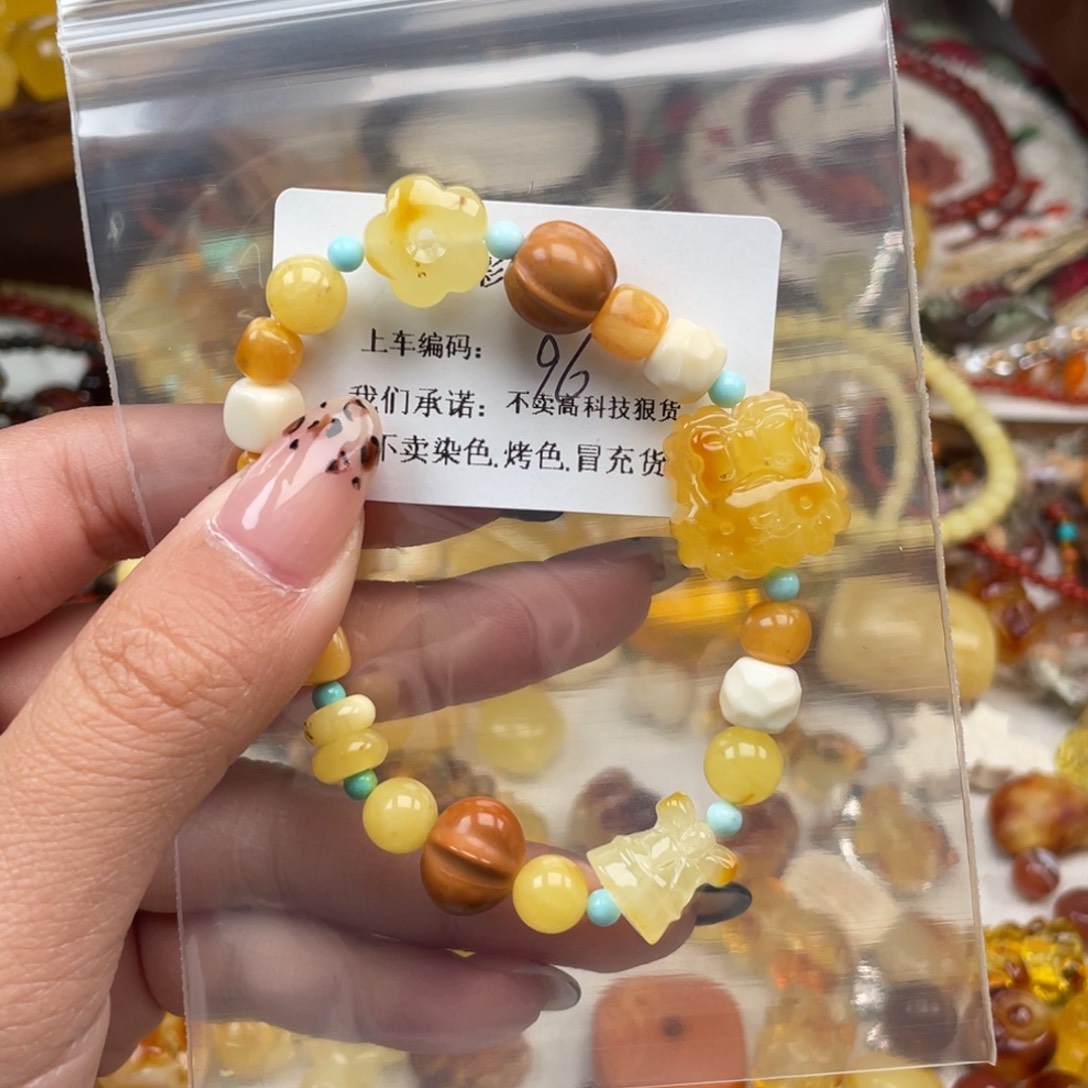 彩
上车编码： 96
我们承诺：不卖高科技狠货
不卖染色.烤色.冒充货